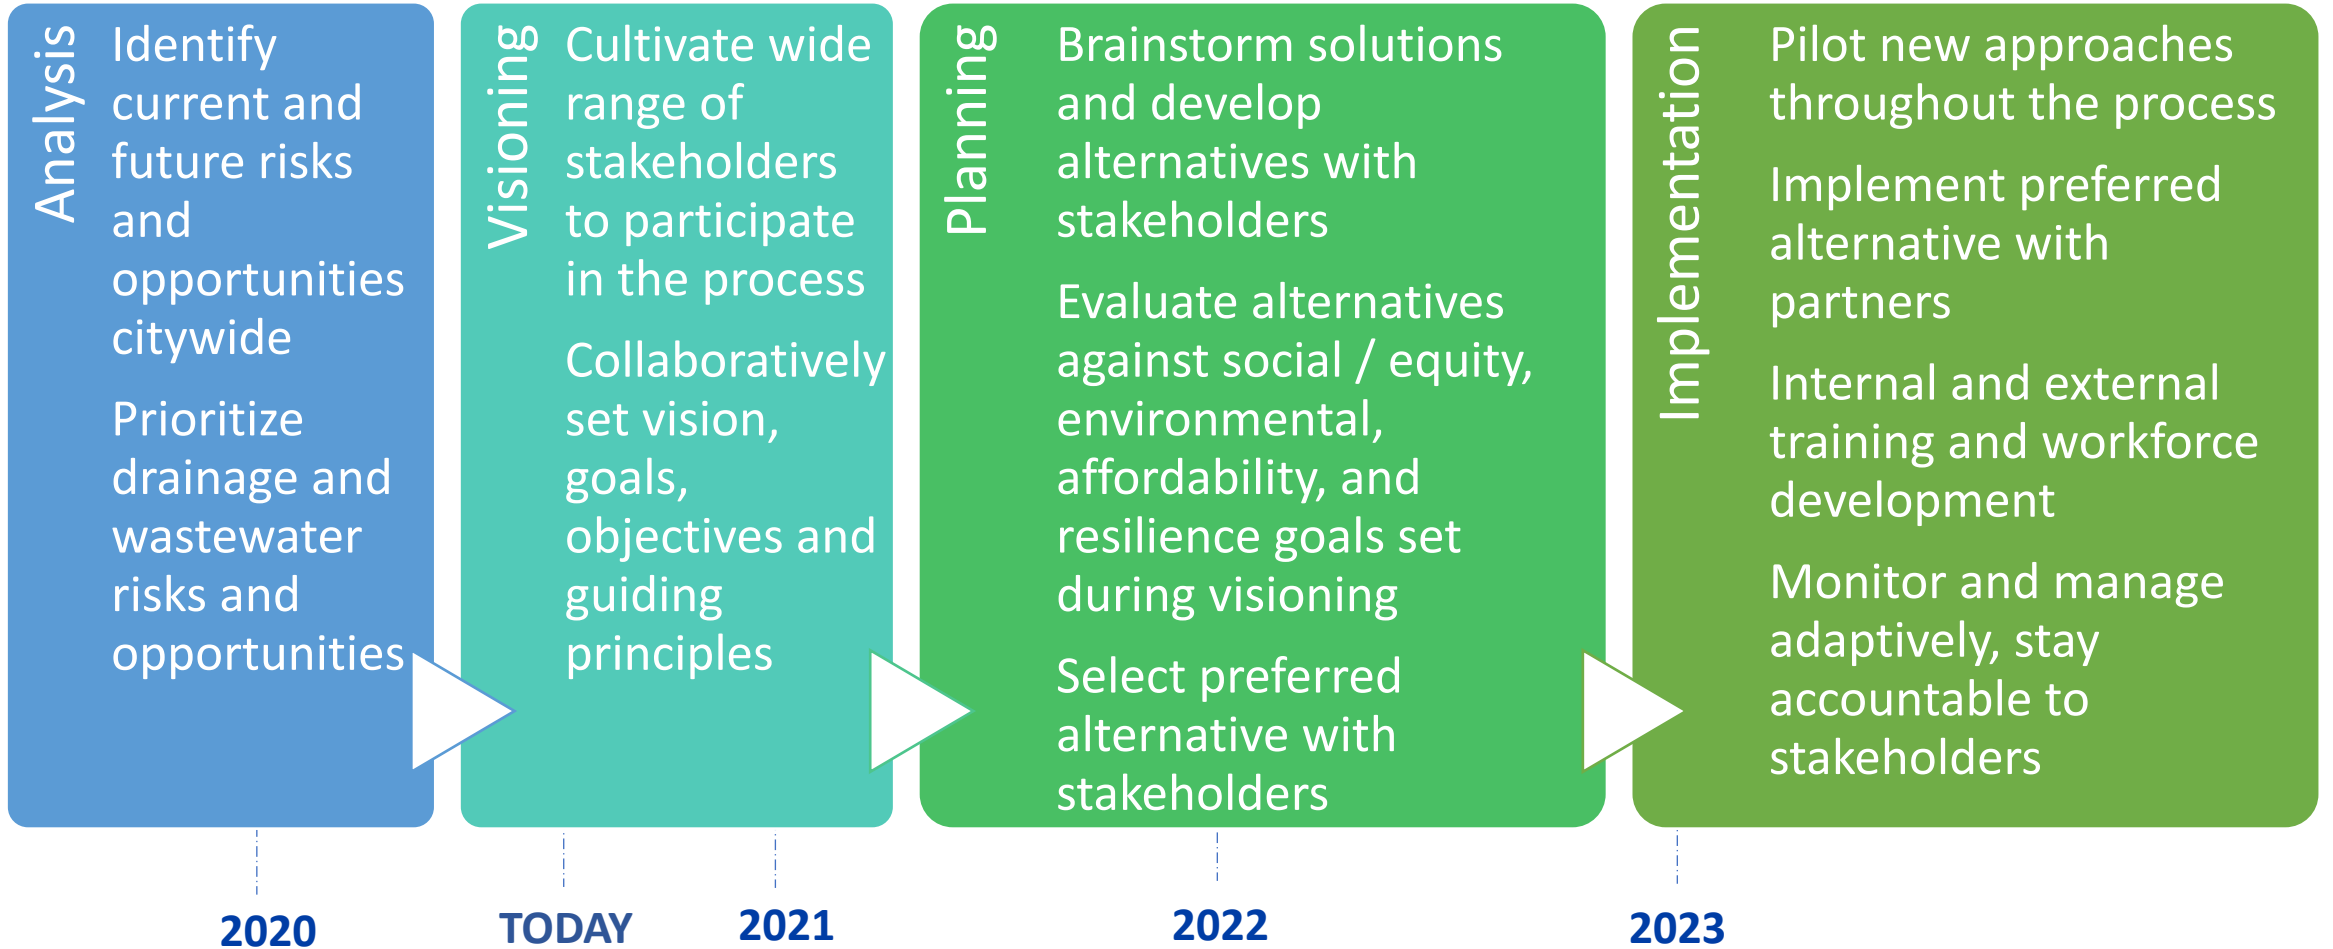 Analysis
Identify
current and
future risks
and
opportunities
citywide
Prioritize
drainage and
wastewater
risks and
opportunities
Visioning
Cultivate wide
range of
stakeholders
to participate
in the process
Collaboratively
set vision,
goals,
objectives and
guiding
principles
Planning
Brainstorm solutions
and develop
alternatives with
stakeholders
Evaluate alternatives
against social / equity,
environmental,
affordability, and
resilience goals set
during visioning
Select preferred
alternative with
stakeholders
Implementation
Pilot new approaches
throughout the process
Implement preferred
alternative with
partners
Internal and external
training and workforce
development
Monitor and manage
adaptively, stay
accountable to
stakeholders
2020
TODAY
2021
2022
2023